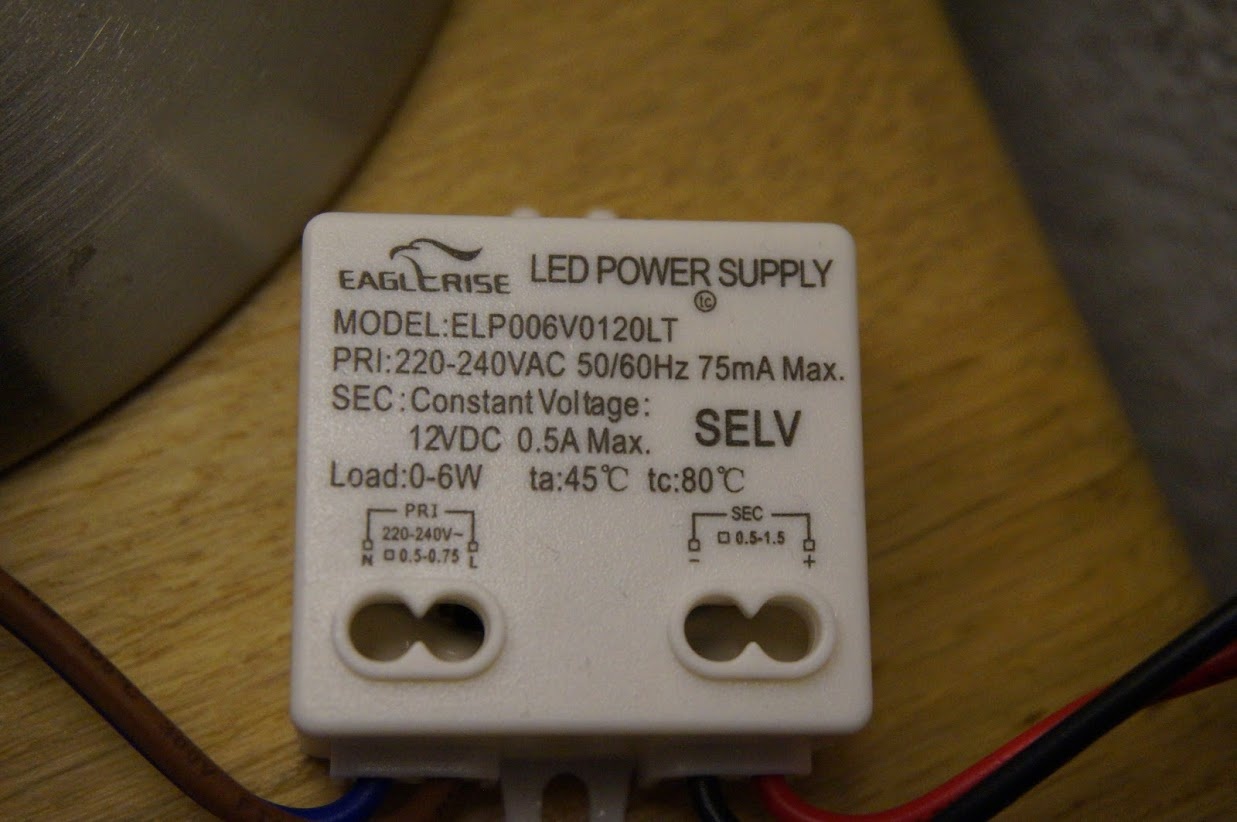 EAGLERISE LED POWER SUPPLY
tc
MODEL:ELP006V0120LT
PRI:220-240VAC 50/60Hz 75mA Max.
SEC:Constant Voltage:
12VDC 0.5A Max. SELV
Load:0-6W ta:45℃ tc:80℃
PRI SEC
220-240V~ □ 0.5-1.5
N □ 0.5-0.75 L - +